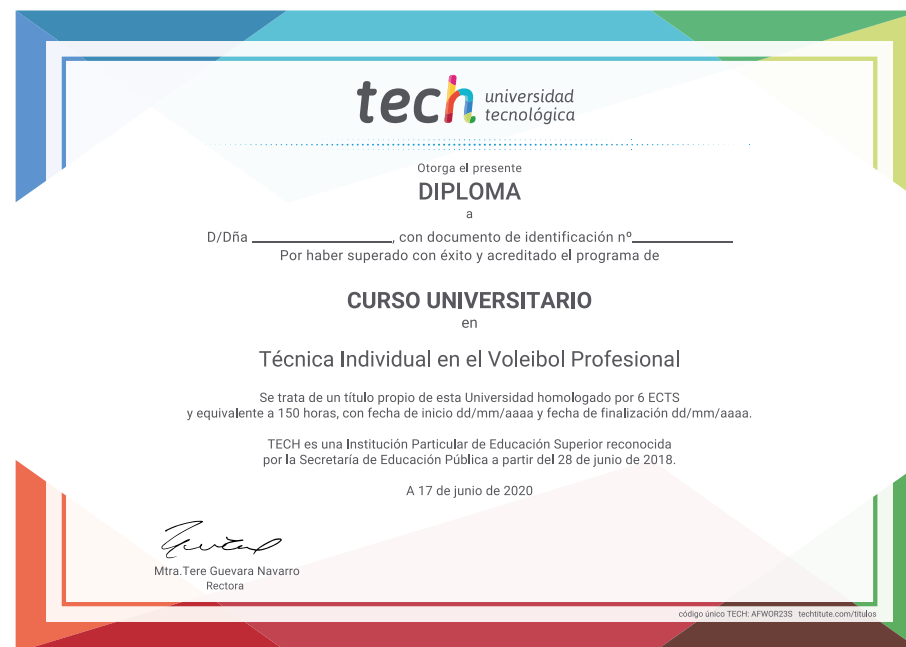 tech universidad
tecnológica
Otorga el presente
DIPLOMA
a
D/Dña ____________________, con documento de identificación nº______________
Por haber superado con éxito y acreditado el programa de
CURSO UNIVERSITARIO
en
Técnica Individual en el Voleibol Profesional
Se trata de un título propio de esta Universidad homologado por 6 ECTS
y equivalente a 150 horas, con fecha de inicio dd/mm/aaaa y fecha de finalización dd/mm/aaaa.
TECH es una Institución Particular de Educación Superior reconocida
por la Secretaría de Educación Pública a partir del 28 de junio de 2018.
A 17 de junio de 2020
Mtra.Tere Guevara Navarro
Rectora
código único TECH: AFWOR23S techtitute.com/titulos